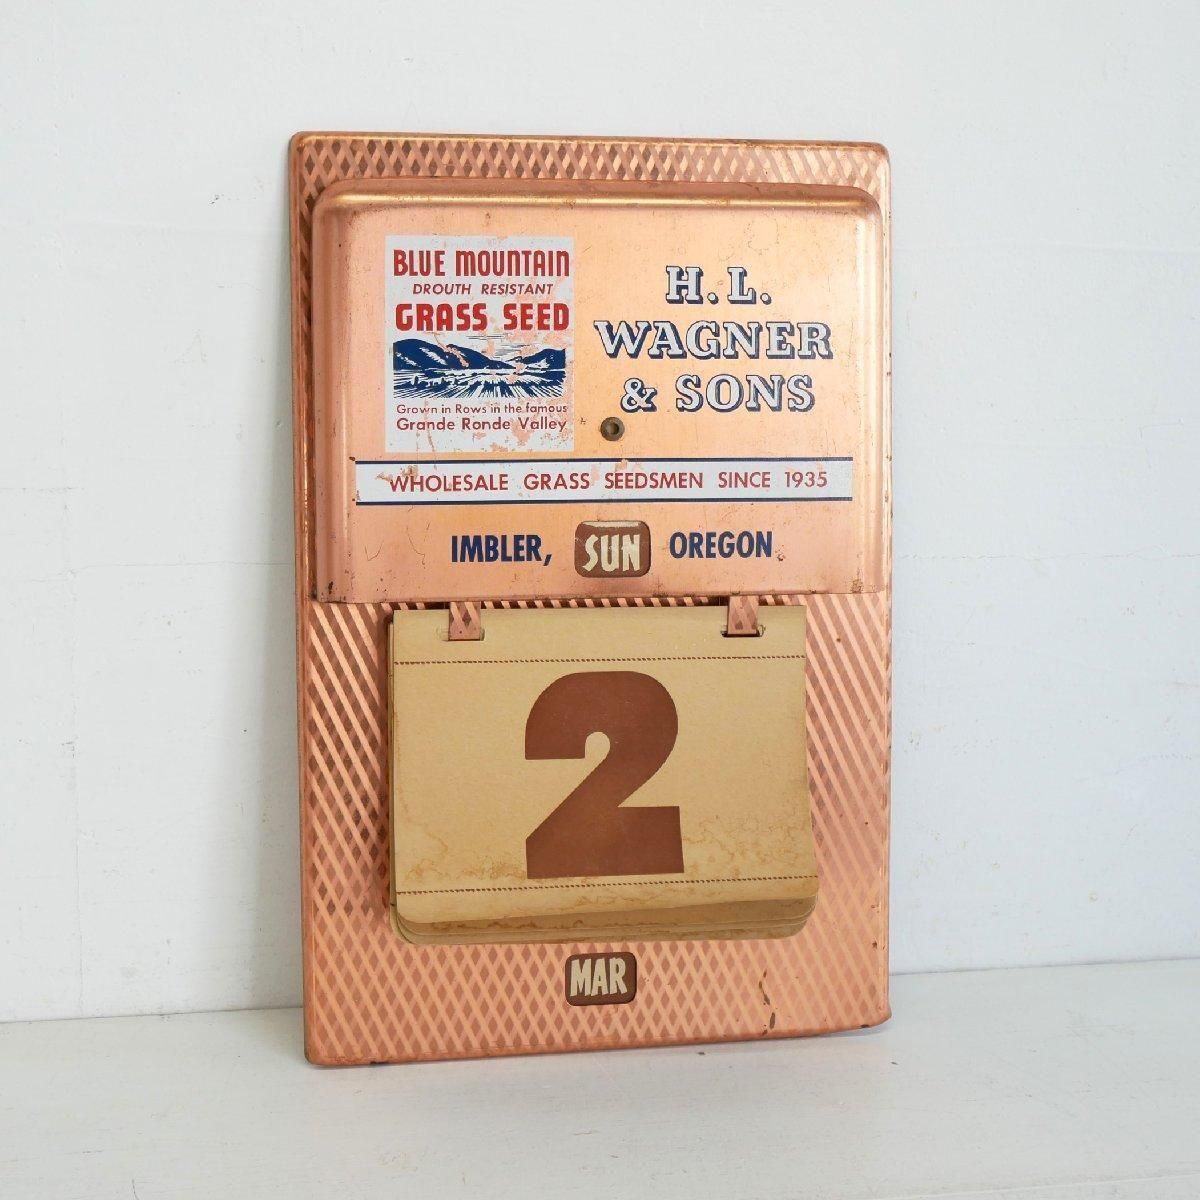 BLUE MOUNTAIN
DROUTH RESISTANT
GRASS SEED
Grown in Rows in the famous
Grande Ronde Valley
H. L.
WAGNER
& SONS
WHOLESALE GRASS SEEDSMEN SINCE 1935
IMBLER, SUN OREGON
2
MAR